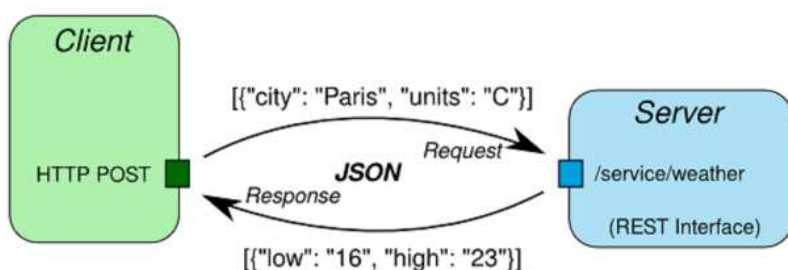 Client
HTTP POST
[{"city": "Paris", "units": "C"}]
Request
JSON
Response
[{"low": "16", "high": "23"}]
Server
/service/weather
(REST Interface)